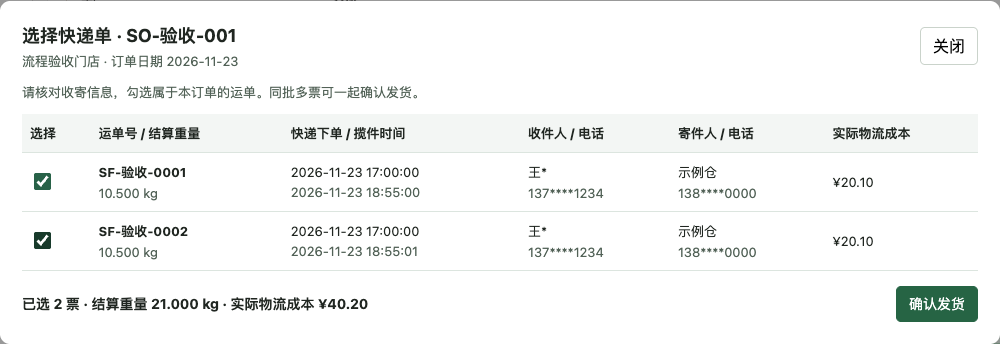 选择快递单 · SO-验收-001
关闭
流程验收门店 · 订单日期 2026-11-23
请核对收寄信息，勾选属于本订单的运单。同批多票可一起确认发货。
选择 运单号 / 结算重量 快递下单 / 揽件时间 收件人 / 电话 寄件人 / 电话 实际物流成本
SF-验收-0001 2026-11-23 17:00:00 王* 示例仓 ¥20.10
10.500 kg 2026-11-23 18:55:00 137****1234 138****0000
SF-验收-0002 2026-11-23 17:00:00 王* 示例仓 ¥20.10
10.500 kg 2026-11-23 18:55:01 137****1234 138****0000
已选 2 票 · 结算重量 21.000 kg · 实际物流成本 ¥40.20
确认发货